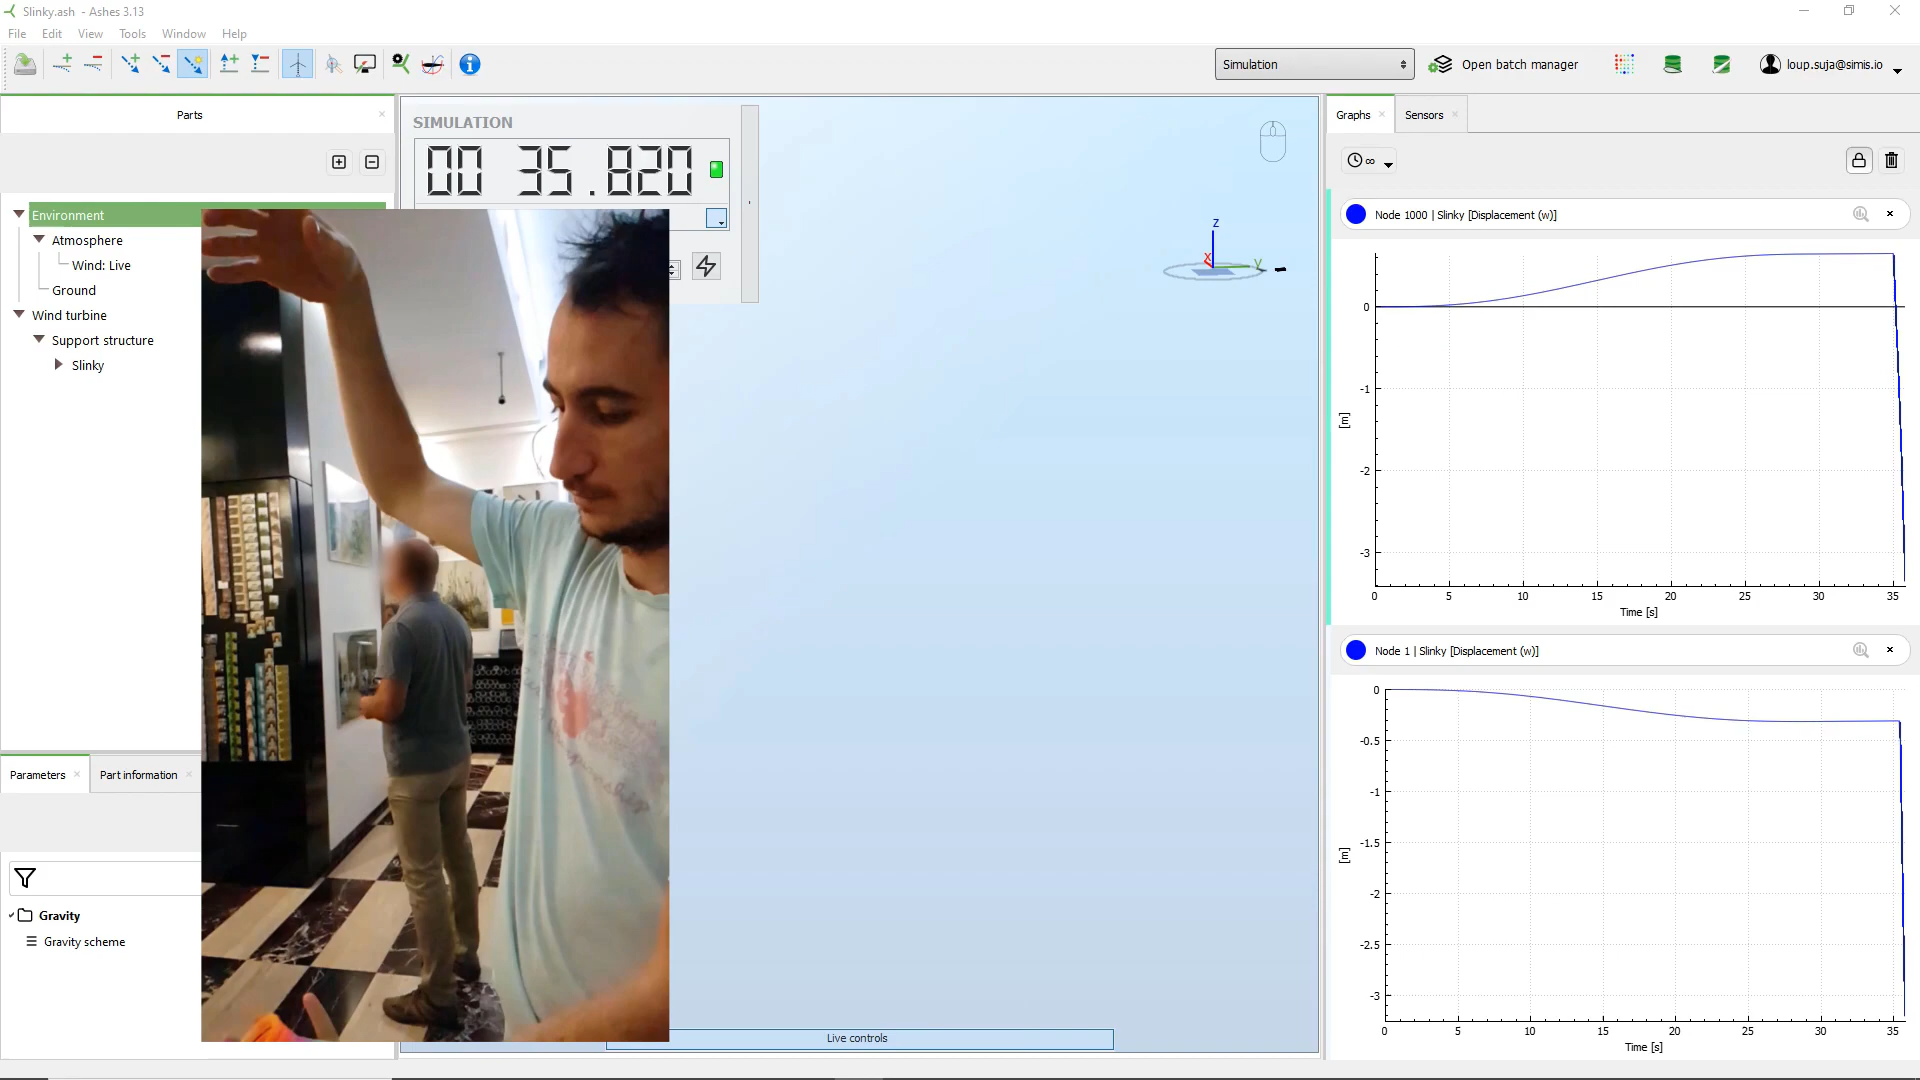 Slinky.ash - Ashes 3.13
File Edit View Tools Window Help
Simulation
Open batch manager
loup.suja@simis.io
Parts
SIMULATION
00 35.820
Graphs
Sensors
∞
Environment
Atmosphere
Wind: Live
Ground
Wind turbine
Support structure
Slinky
z
x
y
Node 1000 | Slinky [Displacement (w)]
0
-1
-2
-3
[m]
0 5 10 15 20 25 30 35
Time [s]
Node 1 | Slinky [Displacement (w)]
0
-0.5
-1
-1.5
-2
-2.5
-3
[m]
0 5 10 15 20 25 30 35
Time [s]
Parameters
Part information
Gravity
Gravity scheme
Live controls